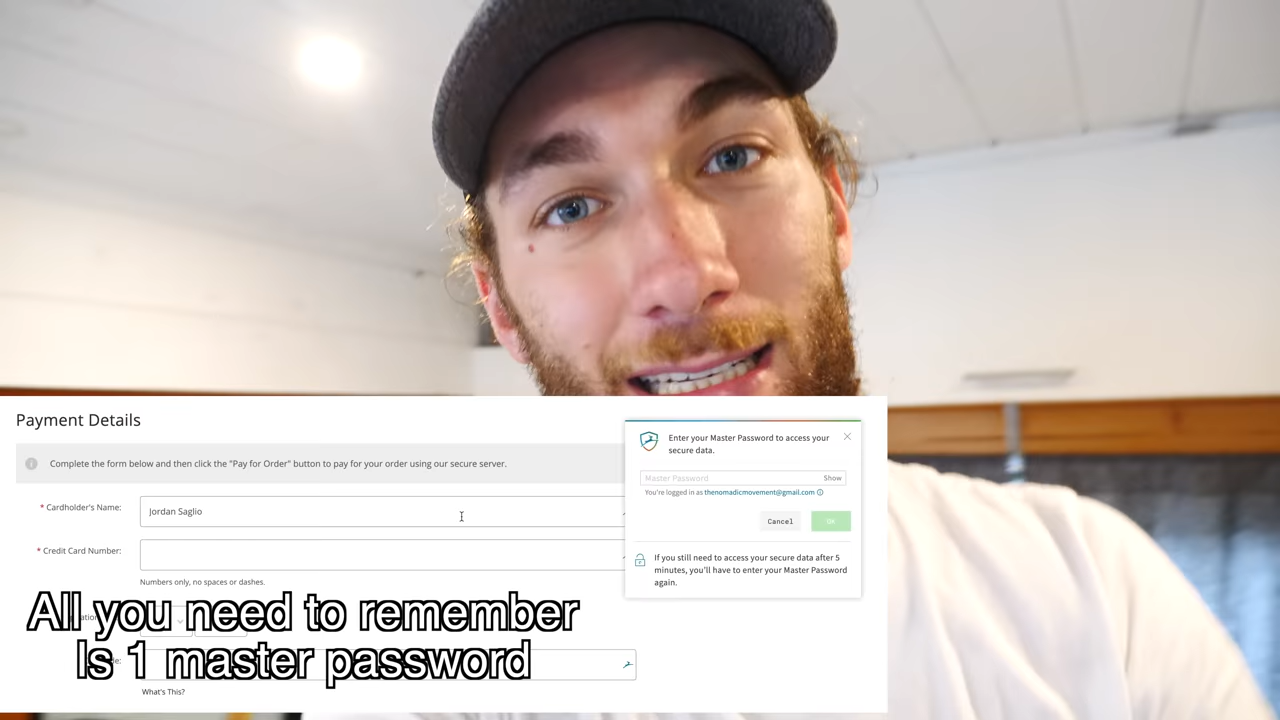 Payment Details
Complete the form below and then click the "Pay for Order" button to pay for your order using our secure server.
* Cardholder's Name:
Jordan Saglio
* Credit Card Number:
Numbers only, no spaces or dashes.
What's This?
Enter your Master Password to access your
secure data.
Master Password
Show
You're logged in as thenomadicmovement@gmail.com
Cancel
OK
If you still need to access your secure data after 5
minutes, you'll have to enter your Master Password
again.
All you need to remember
Is 1 master password